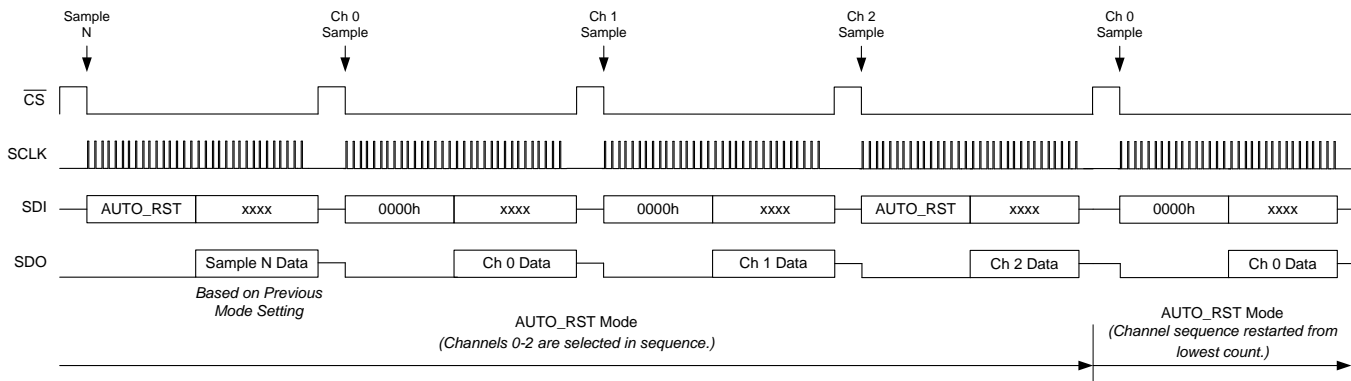 Sample
N
Ch 0
Sample
Ch 1
Sample
Ch 2
Sample
Ch 0
Sample
CS
SCLK
SDI
AUTO_RST
xxxx
0000h
xxxx
0000h
xxxx
AUTO_RST
xxxx
0000h
xxxx
SDO
Sample N Data
Ch 0 Data
Ch 1 Data
Ch 2 Data
Ch 0 Data
Based on Previous
Mode Setting
AUTO_RST Mode
(Channels 0-2 are selected in sequence.)
AUTO_RST Mode
(Channel sequence restarted from
lowest count.)